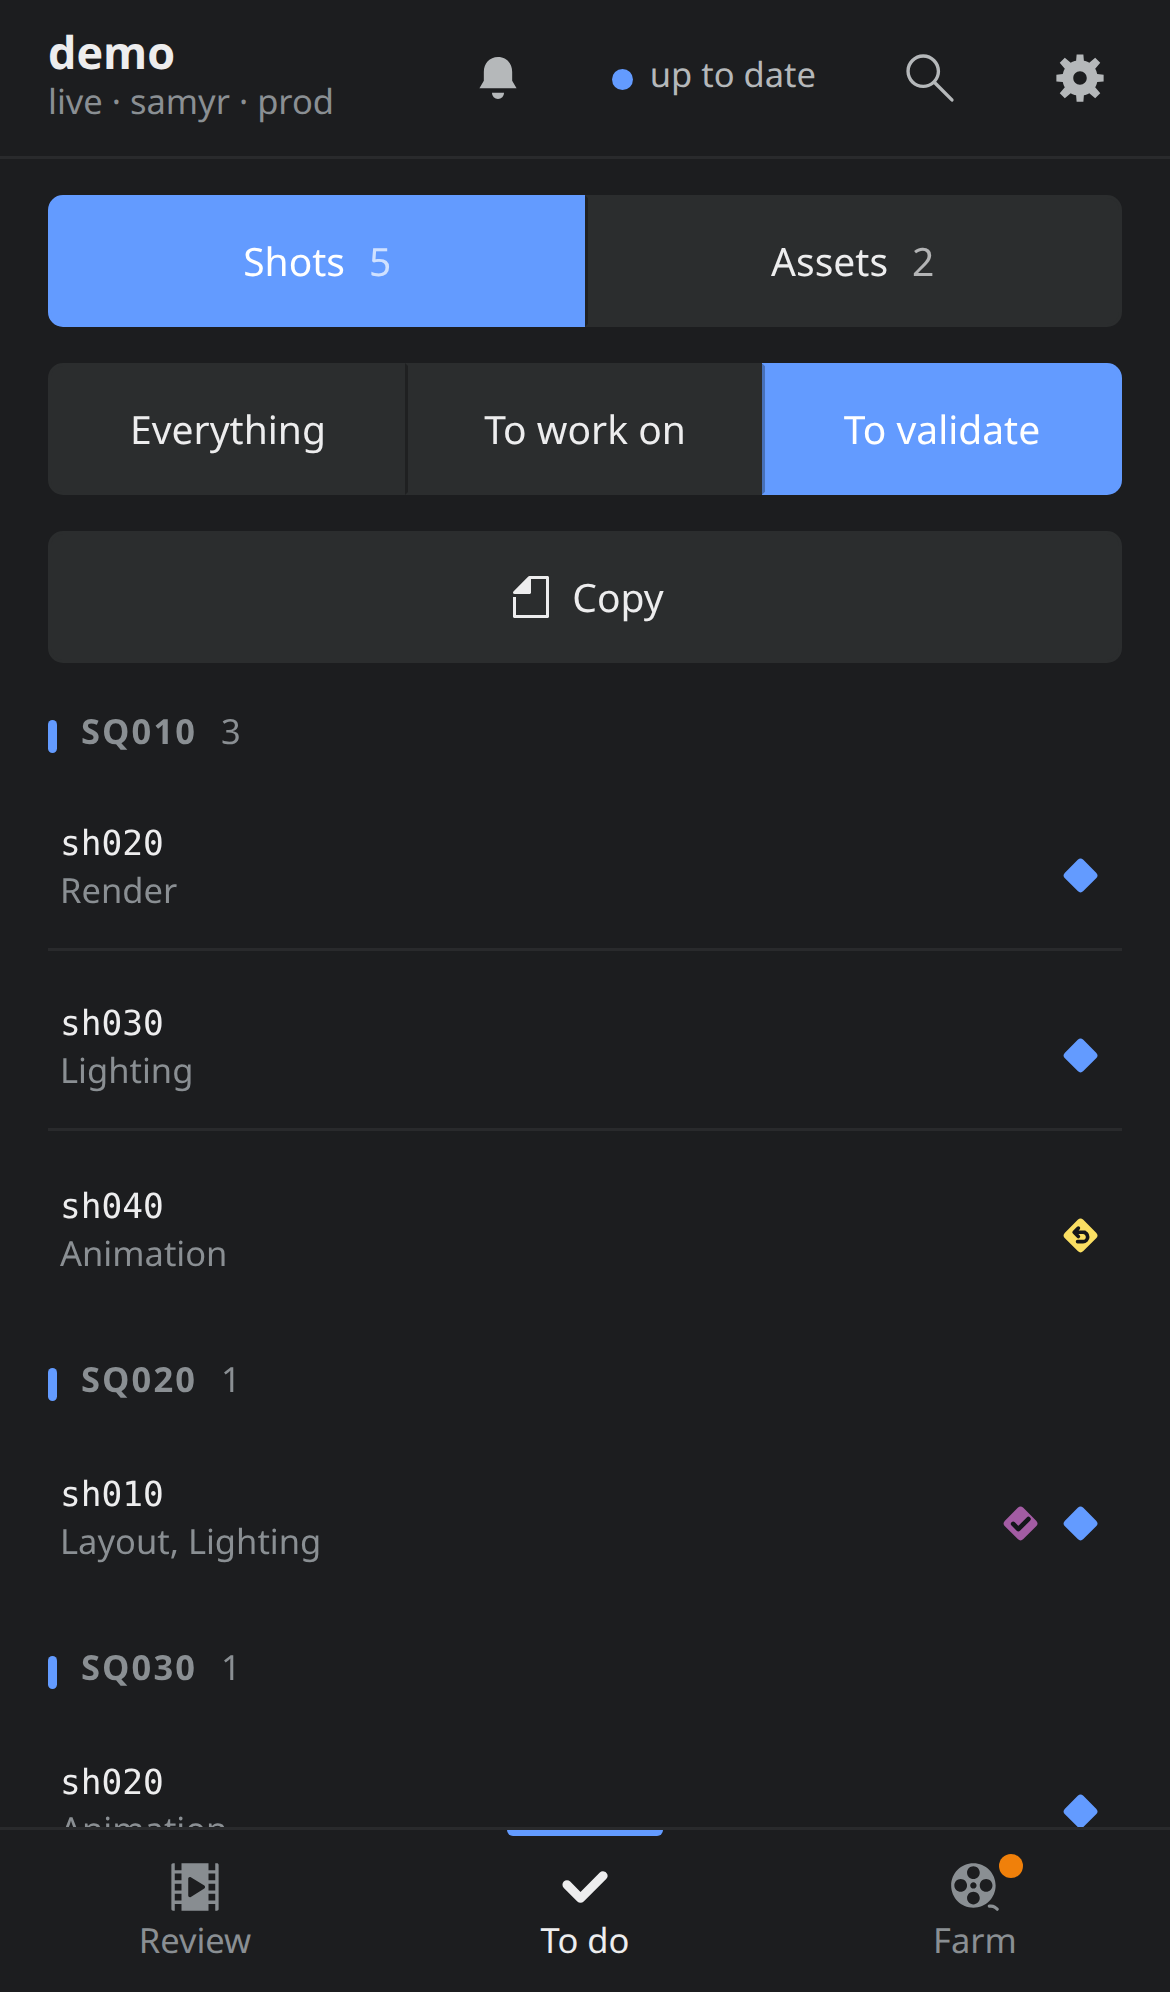 demo
live · samyr · prod
up to date
Shots 5
Assets 2
Everything
To work on
To validate
Copy
SQ010 3
sh020
Render
sh030
Lighting
sh040
Animation
SQ020 1
sh010
Layout, Lighting
SQ030 1
sh020
Animation
Review
To do
Farm